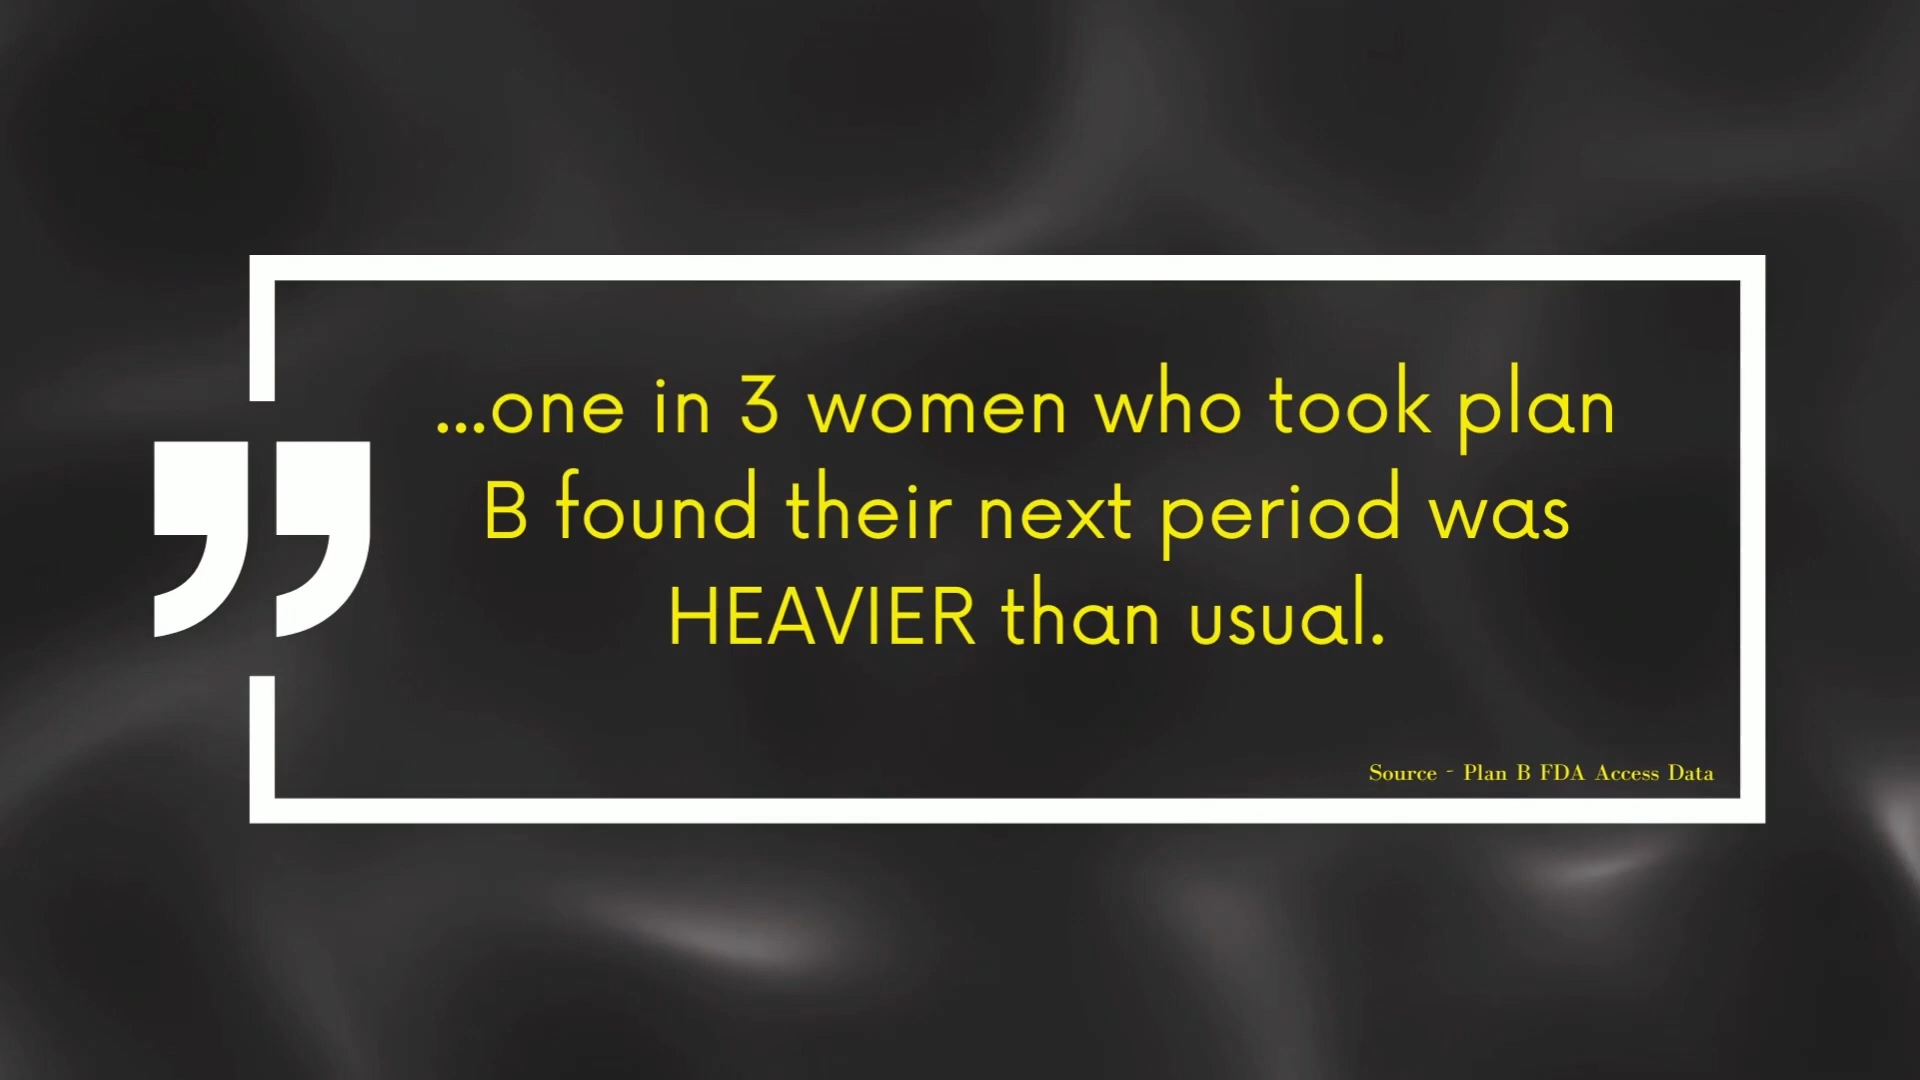 ...one in 3 women who took plan
B found their next period was
HEAVIER than usual.
Source - Plan B FDA Access Data